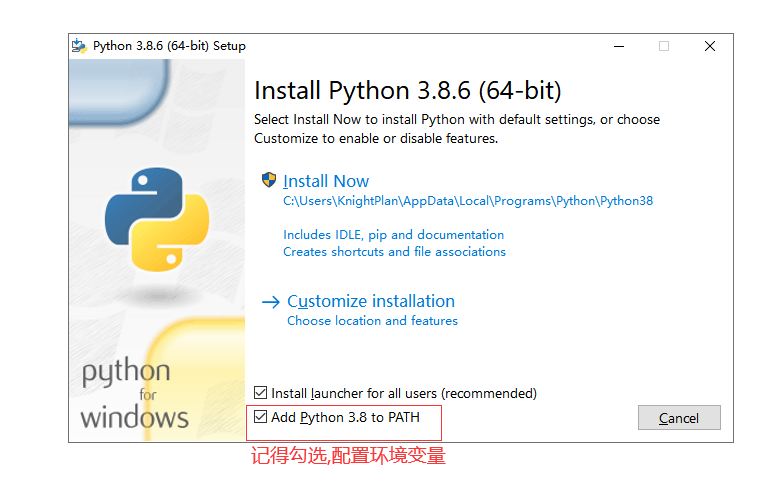 Python 3.8.6 (64-bit) Setup
Install Python 3.8.6 (64-bit)
Select Install Now to install Python with default settings, or choose
Customize to enable or disable features.
Install Now
C:\Users\KnightPlan\AppData\Local\Programs\Python\Python38
Includes IDLE, pip and documentation
Creates shortcuts and file associations
Customize installation
Choose location and features
python
for
windows
Install launcher for all users (recommended)
Add Python 3.8 to PATH
Cancel
记得勾选,配置环境变量